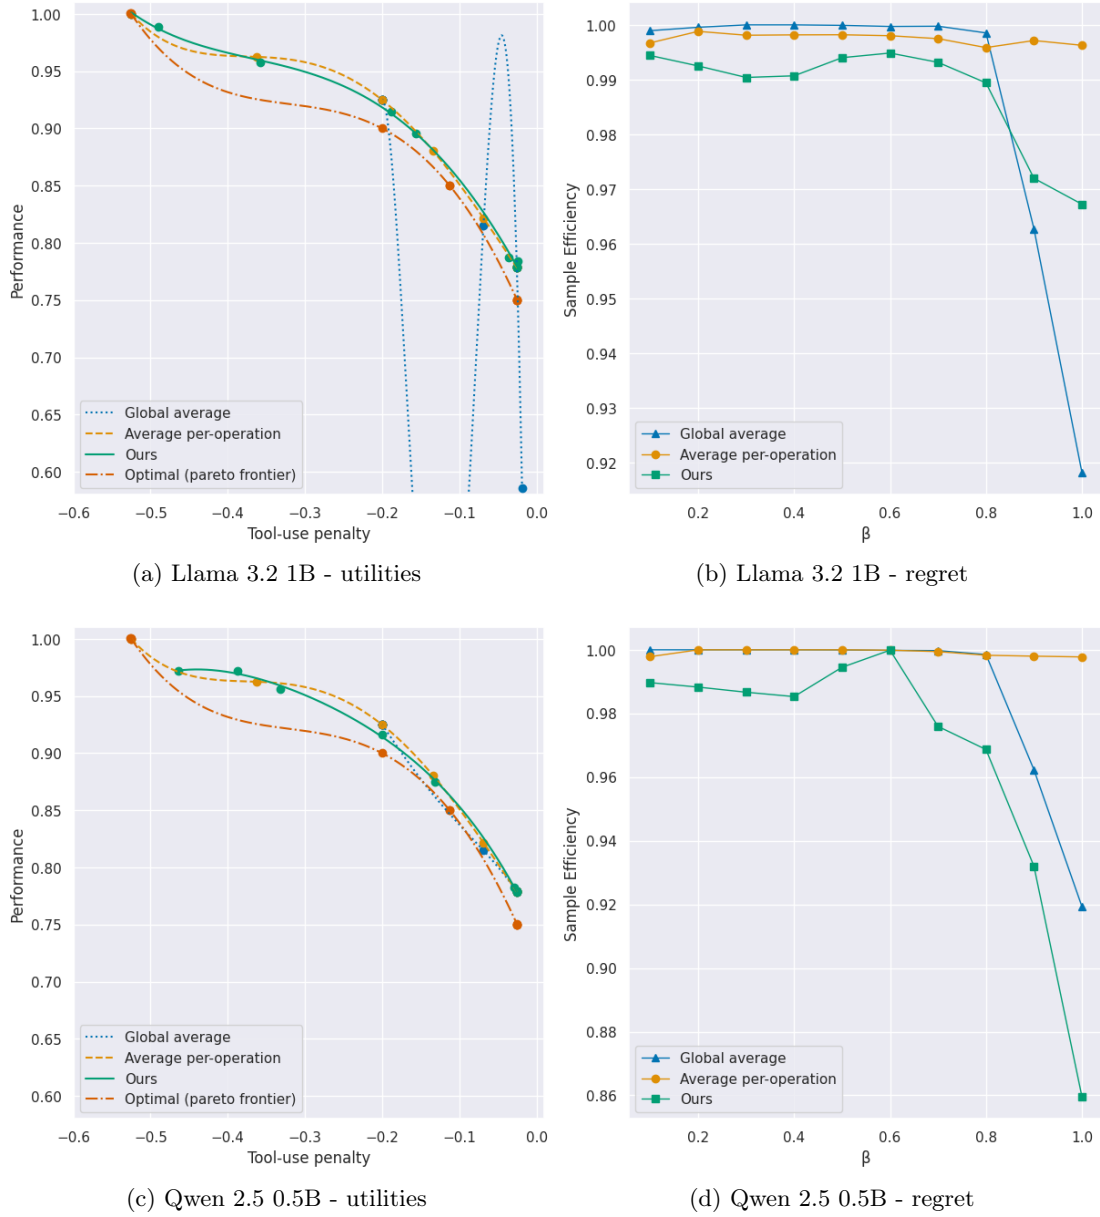 1.00
0.95
0.90
0.85
0.80
0.75
0.70
0.65
0.60
Performance
Global average
Average per-operation
Ours
Optimal (pareto frontier)
−0.6 −0.5 −0.4 −0.3 −0.2 −0.1 0.0
Tool-use penalty
(a) Llama 3.2 1B - utilities
1.00
0.99
0.98
0.97
0.96
0.95
0.94
0.93
0.92
Sample Efficiency
Global average
Average per-operation
Ours
0.2 0.4 0.6 0.8 1.0
β
(b) Llama 3.2 1B - regret
1.00
0.95
0.90
0.85
0.80
0.75
0.70
0.65
0.60
Performance
Global average
Average per-operation
Ours
Optimal (pareto frontier)
−0.6 −0.5 −0.4 −0.3 −0.2 −0.1 0.0
Tool-use penalty
(c) Qwen 2.5 0.5B - utilities
1.00
0.98
0.96
0.94
0.92
0.90
0.88
0.86
Sample Efficiency
Global average
Average per-operation
Ours
0.2 0.4 0.6 0.8 1.0
β
(d) Qwen 2.5 0.5B - regret